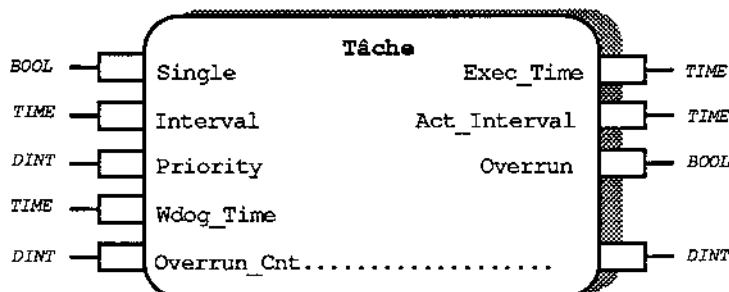 Tâche
BOOL Single Exec_Time TIME
TIME Interval Act_Interval TIME
DINT Priority Overrun BOOL
TIME Wdog_Time
DINT Overrun_Cnt.................... DINT